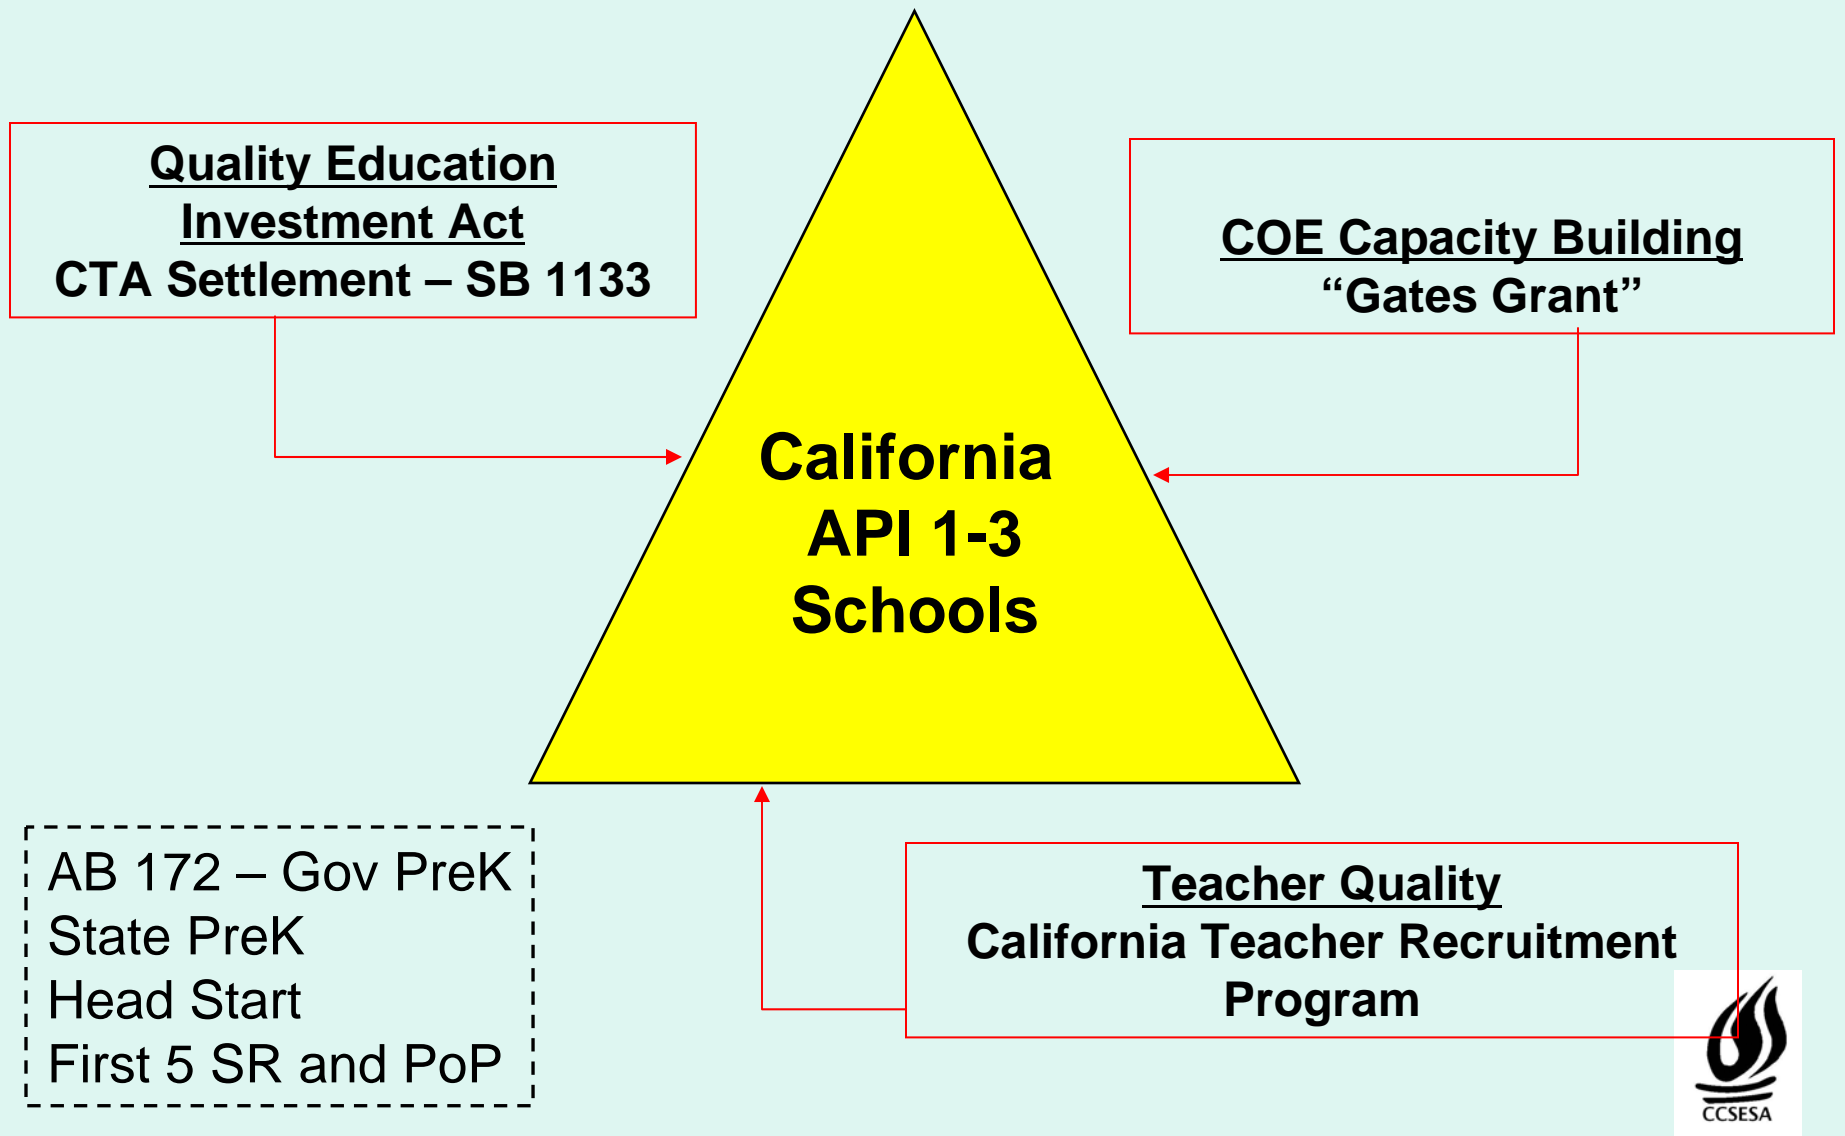 Quality Education
Investment Act
CTA Settlement – SB 1133
COE Capacity Building
“Gates Grant”
California
API 1-3
Schools
AB 172 – Gov PreK
State PreK
Head Start
First 5 SR and PoP
Teacher Quality
California Teacher Recruitment
Program
CCSESA